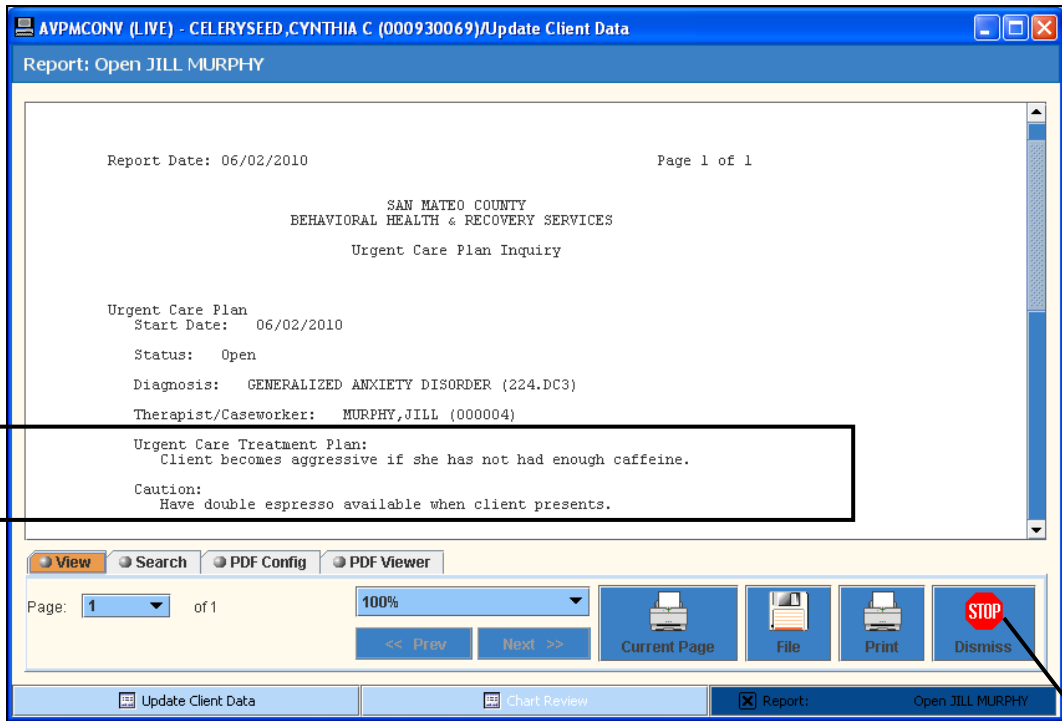 AVPMCONV (LIVE) - CELERYSEED,CYNTHIA C (000930069)/Update Client Data
Report: Open JILL MURPHY
Report Date: 06/02/2010 Page 1 of 1
SAN MATEO COUNTY
BEHAVIORAL HEALTH & RECOVERY SERVICES
Urgent Care Plan Inquiry
Urgent Care Plan
Start Date: 06/02/2010
Status: Open
Diagnosis: GENERALIZED ANXIETY DISORDER (224.DC3)
Therapist/Caseworker: MURPHY,JILL (000004)
Urgent Care Treatment Plan:
Client becomes aggressive if she has not had enough caffeine.
Caution:
Have double espresso available when client presents.
View Search PDF Config PDF Viewer
Page: 1 of 1 100%
<< Prev Next >> Current Page File Print STOP Dismiss
Update Client Data Chart Review Report: Open JILL MURPHY